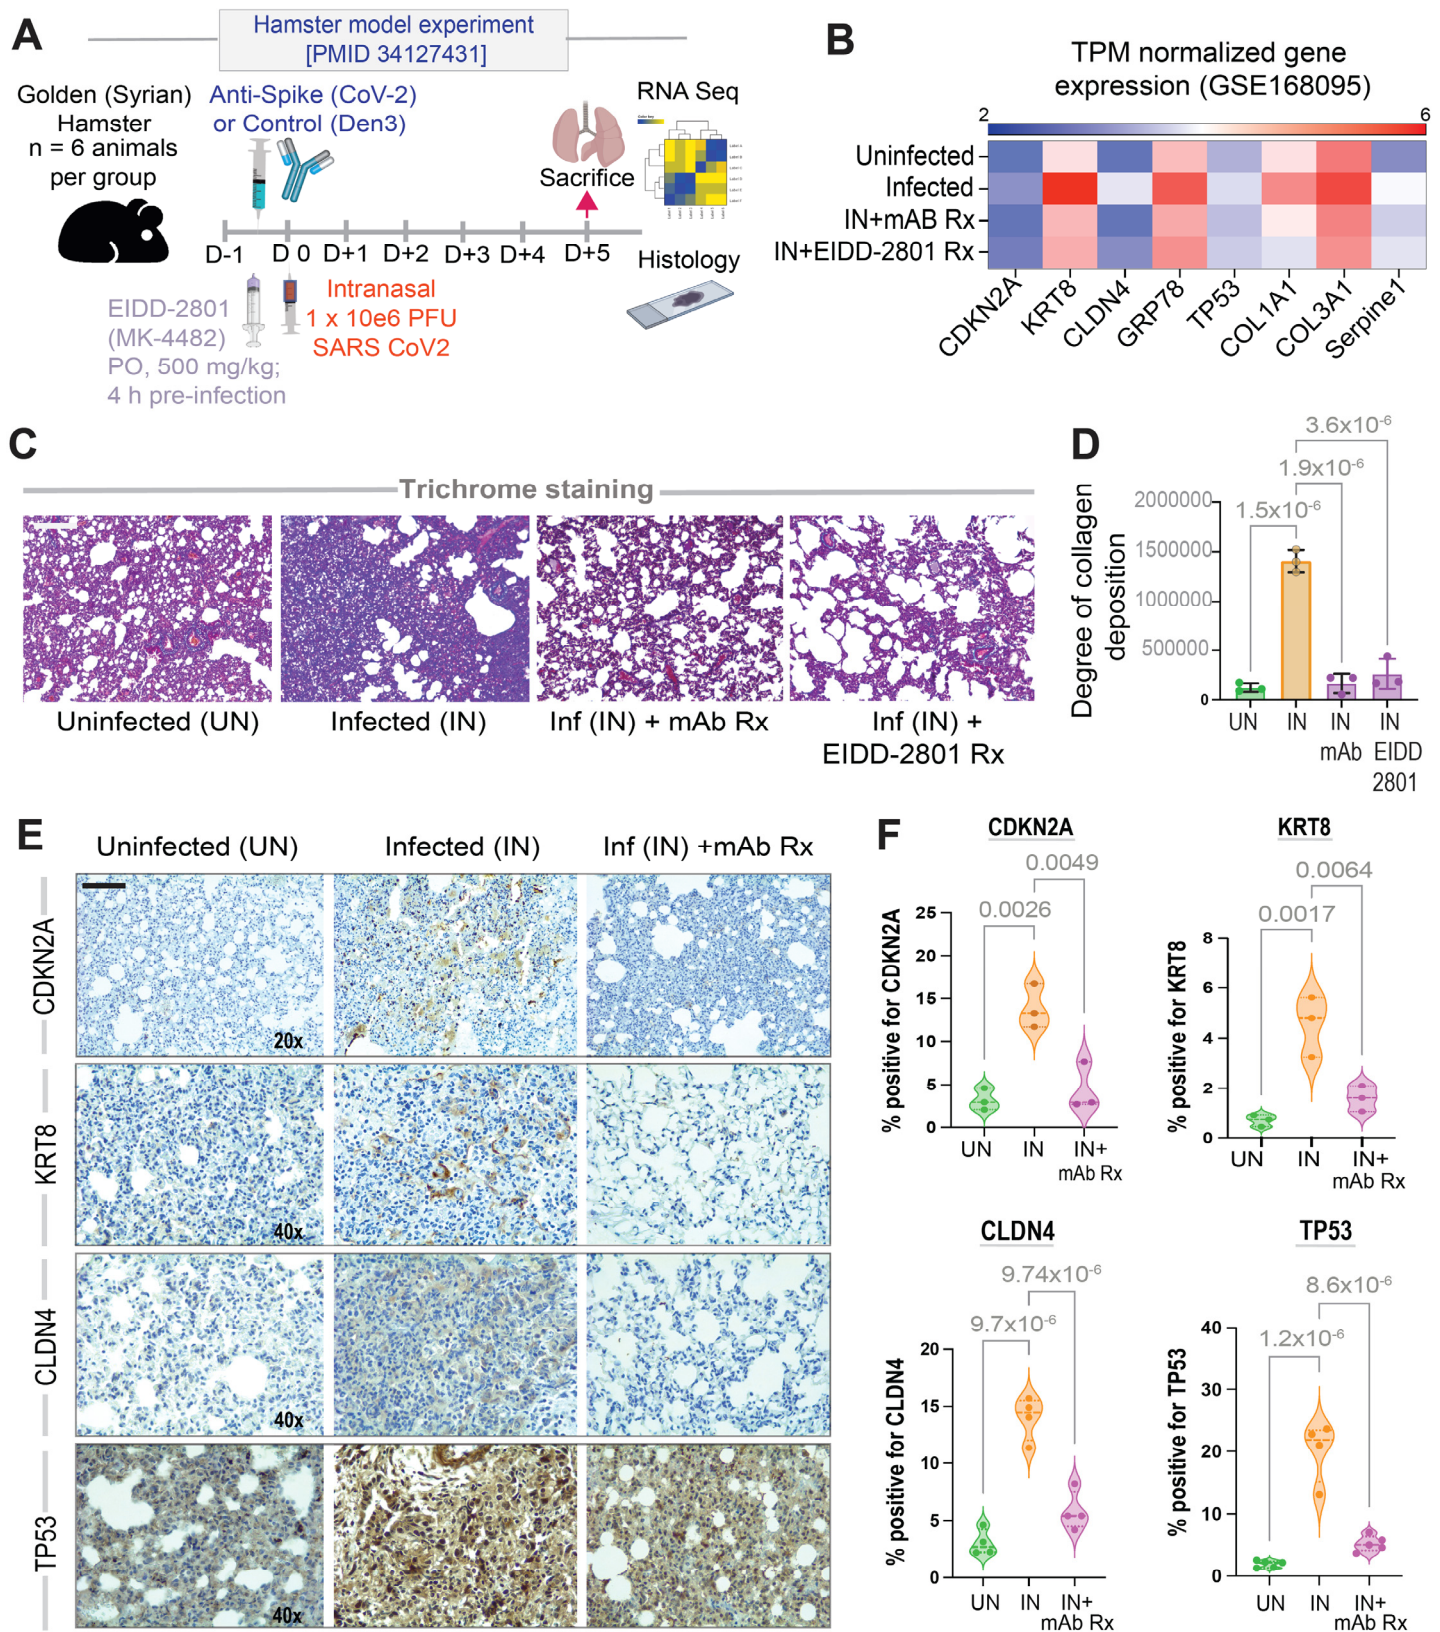 A
Hamster model experiment
[PMID 34127431]
Golden (Syrian)
Hamster
n = 6 animals
per group
Anti-Spike (CoV-2)
or Control (Den3)
RNA Seq
Sacrifice
D-1
D 0
D+1
D+2
D+3
D+4
D+5
Histology
EIDD-2801
(MK-4482)
PO, 500 mg/kg;
4 h pre-infection
Intranasal
1 x 10e6 PFU
SARS CoV2
B
TPM normalized gene
expression (GSE168095)
2
6
Uninfected
Infected
IN+mAB Rx
IN+EIDD-2801 Rx
CDKN2A
KRT8
CLDN4
GRP78
TP53
COL1A1
COL3A1
Serpine1
C
Trichrome staining
Uninfected (UN)
Infected (IN)
Inf (IN) + mAb Rx
Inf (IN) +
EIDD-2801 Rx
D
3.6x10-6
1.9x10-6
1.5x10-6
Degree of collagen
deposition
2000000
1500000
1000000
500000
0
UN
IN
IN
mAb
IN
EIDD
2801
E
Uninfected (UN)
Infected (IN)
Inf (IN) +mAb Rx
CDKN2A
20x
KRT8
40x
CLDN4
40x
TP53
40x
F
CDKN2A
0.0049
0.0026
% positive for CDKN2A
25
20
15
10
5
0
UN
IN
IN+
mAb Rx
KRT8
0.0064
0.0017
% positive for KRT8
8
6
4
2
0
UN
IN
IN+
mAb Rx
CLDN4
9.74x10-6
9.7x10-6
% positive for CLDN4
20
15
10
5
0
UN
IN
IN+
mAb Rx
TP53
8.6x10-6
1.2x10-6
% positive for TP53
40
30
20
10
0
UN
IN
IN+
mAb Rx